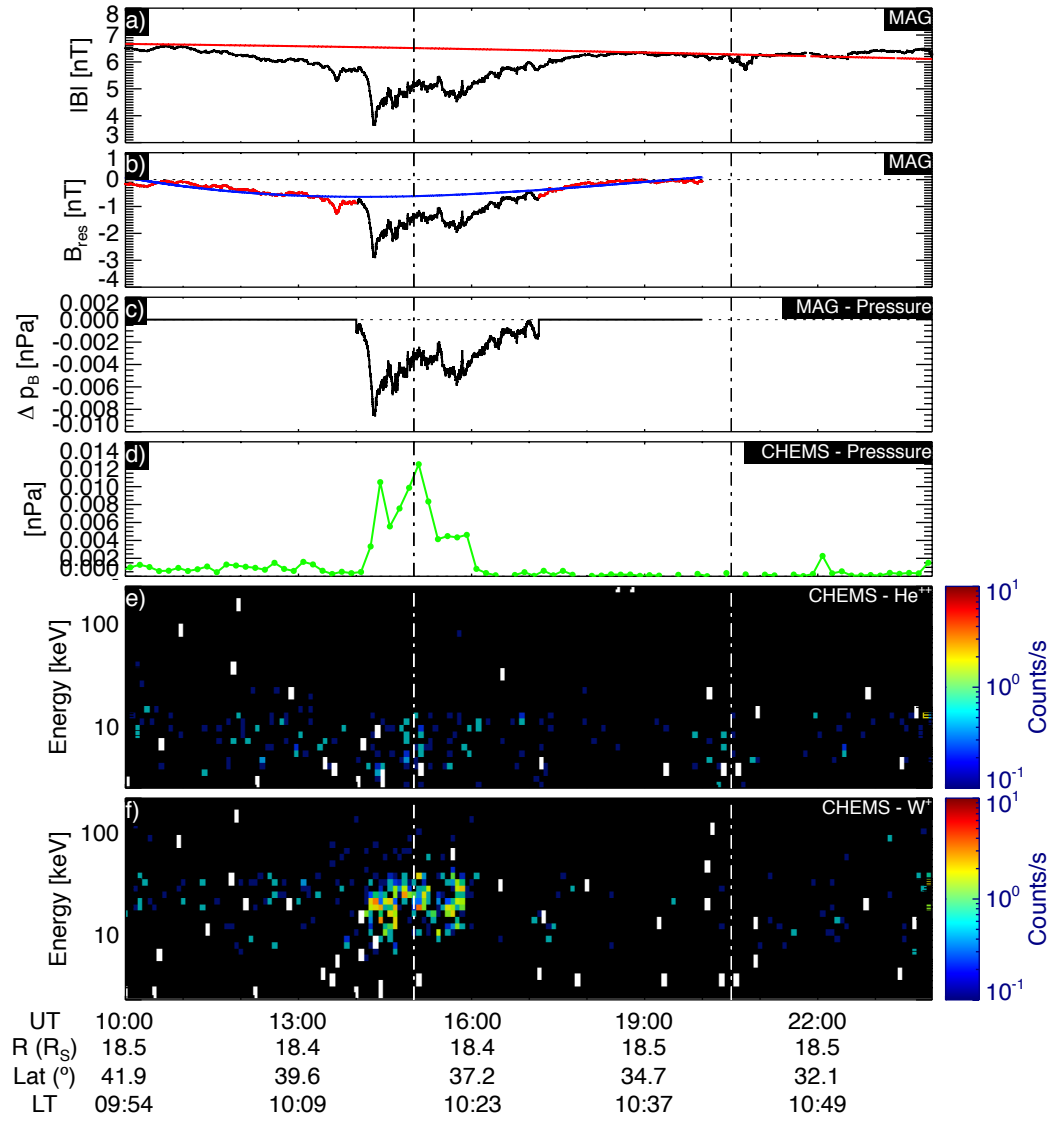 a) MAG
|B| [nT]
8
7
6
5
4
3
b) MAG
B_res [nT]
1
0
-1
-2
-3
-4
c) MAG - Pressure
Δ p_B [nPa]
0.002
0.000
-0.002
-0.004
-0.006
-0.008
-0.010
d) CHEMS - Presssure
[nPa]
0.014
0.012
0.010
0.008
0.006
0.004
0.002
0.000
e) CHEMS - He⁺⁺
Energy [keV]
100
10
10¹
10⁰
10⁻¹
Counts/s
f) CHEMS - W⁺
Energy [keV]
100
10
10¹
10⁰
10⁻¹
Counts/s
UT 10:00 13:00 16:00 19:00 22:00
R (R_S) 18.5 18.4 18.4 18.5 18.5
Lat (º) 41.9 39.6 37.2 34.7 32.1
LT 09:54 10:09 10:23 10:37 10:49